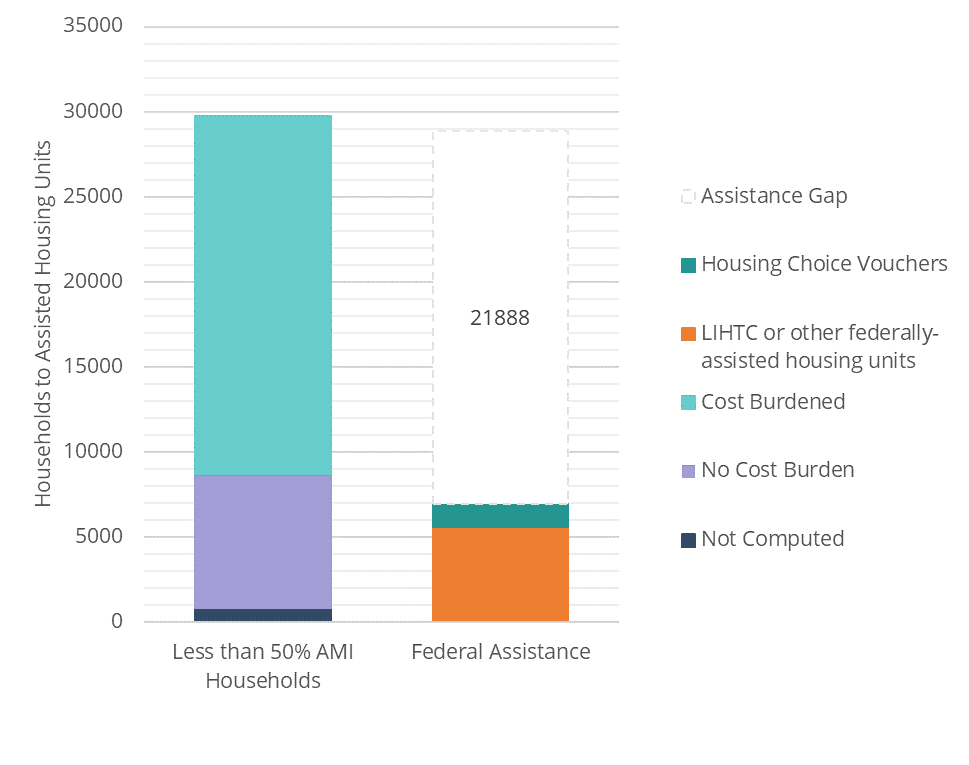 35000
30000
25000
20000
15000
10000
5000
0
Households to Assisted Housing Units
21888
Less than 50% AMI
Households
Federal Assistance
Assistance Gap
Housing Choice Vouchers
LIHTC or other federally-
assisted housing units
Cost Burdened
No Cost Burden
Not Computed